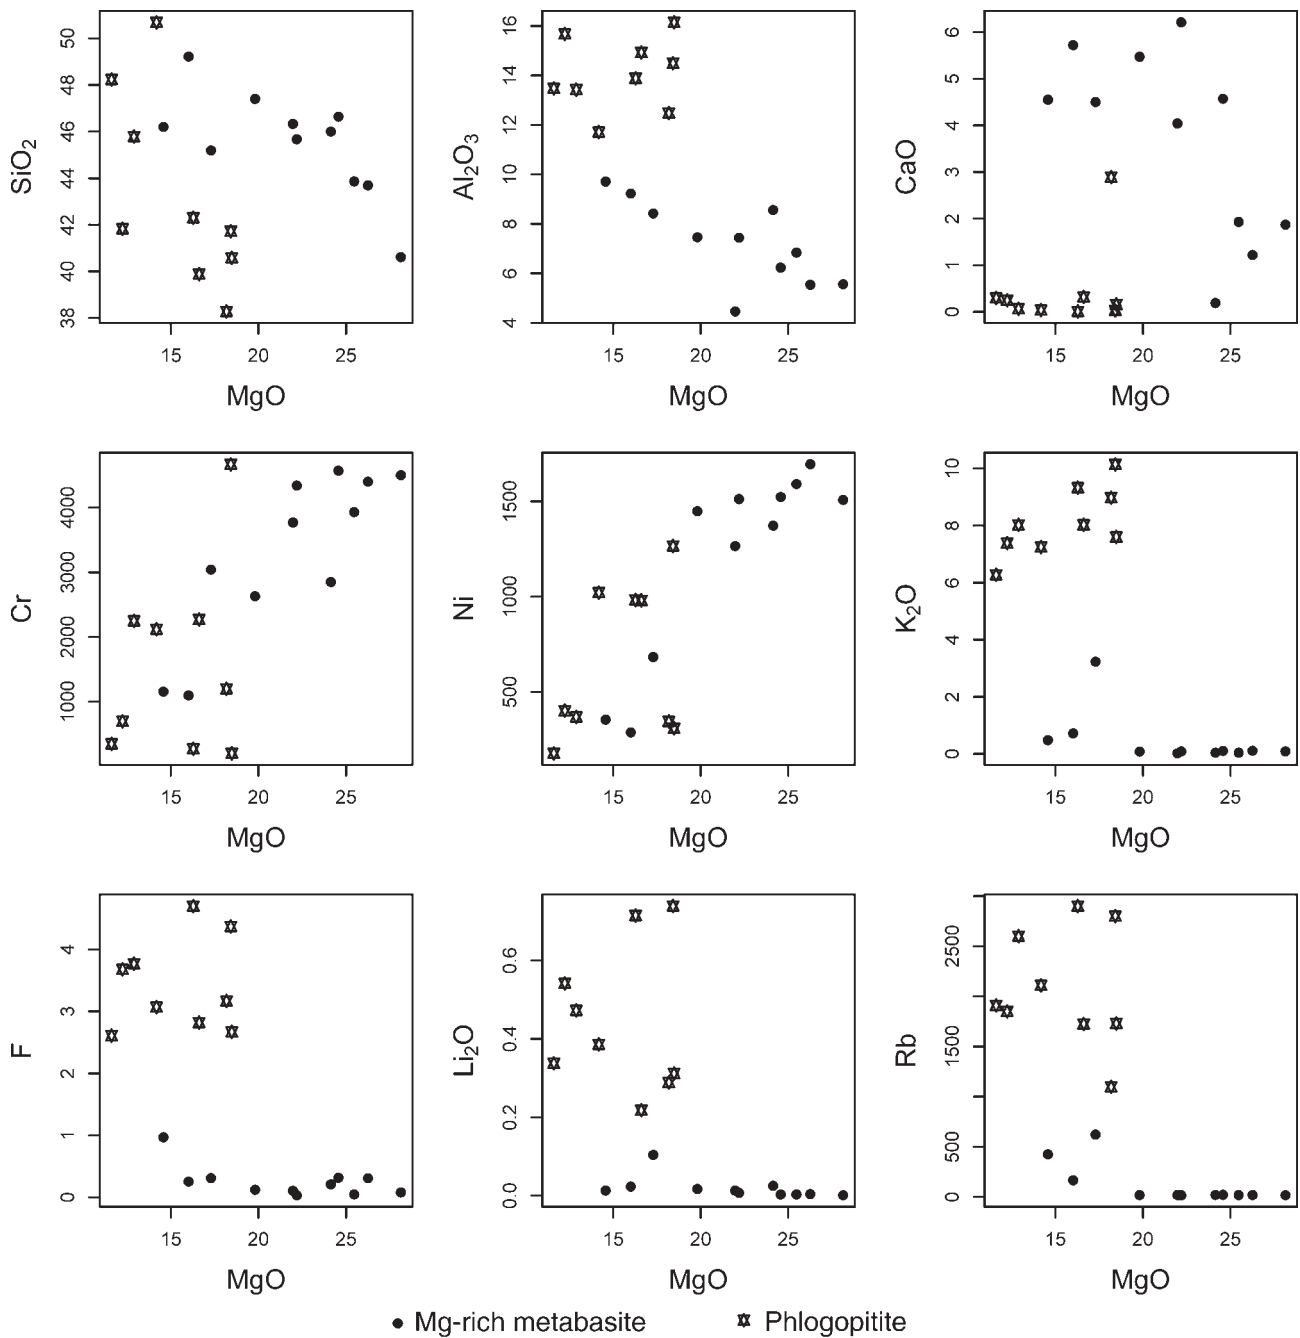 SiO2
38 40 42 44 46 48 50
15 20 25
MgO
Al2O3
4 6 8 10 12 14 16
15 20 25
MgO
CaO
0 1 2 3 4 5 6
15 20 25
MgO
Cr
1000 2000 3000 4000
15 20 25
MgO
Ni
500 1000 1500
15 20 25
MgO
K2O
0 2 4 6 8 10
15 20 25
MgO
F
0 1 2 3 4
15 20 25
MgO
Li2O
0.0 0.2 0.4 0.6
15 20 25
MgO
Rb
0 500 1500 2500
15 20 25
MgO
Mg-rich metabasite Phlogopitite